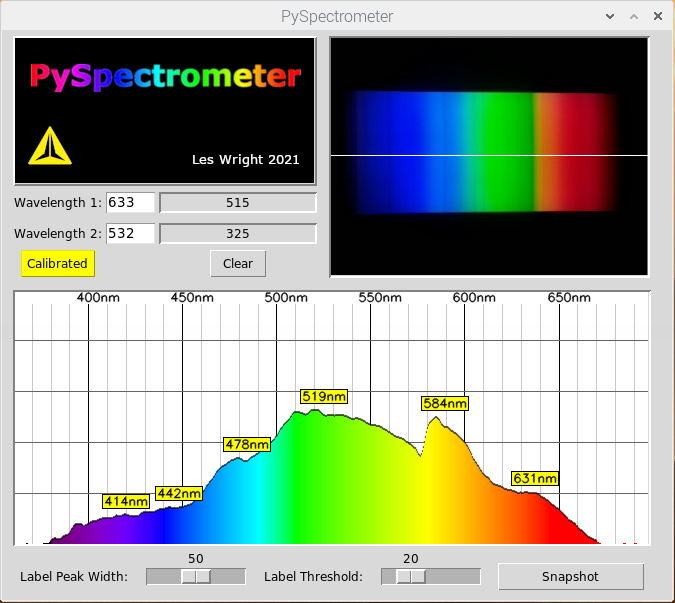 PySpectrometer
PySpectrometer
Les Wright 2021
Wavelength 1: 633 515
Wavelength 2: 532 325
Calibrated Clear
400nm 450nm 500nm 550nm 600nm 650nm
519nm
584nm
478nm
631nm
442nm
414nm
50 20
Label Peak Width: Label Threshold: Snapshot